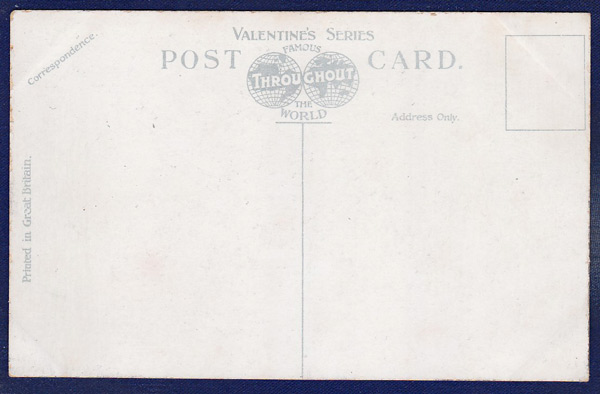 Valentine's Series
Correspondence.
POST CARD.
FAMOUS
THROUGHOUT
THE
WORLD
Address Only.
Printed in Great Britain.